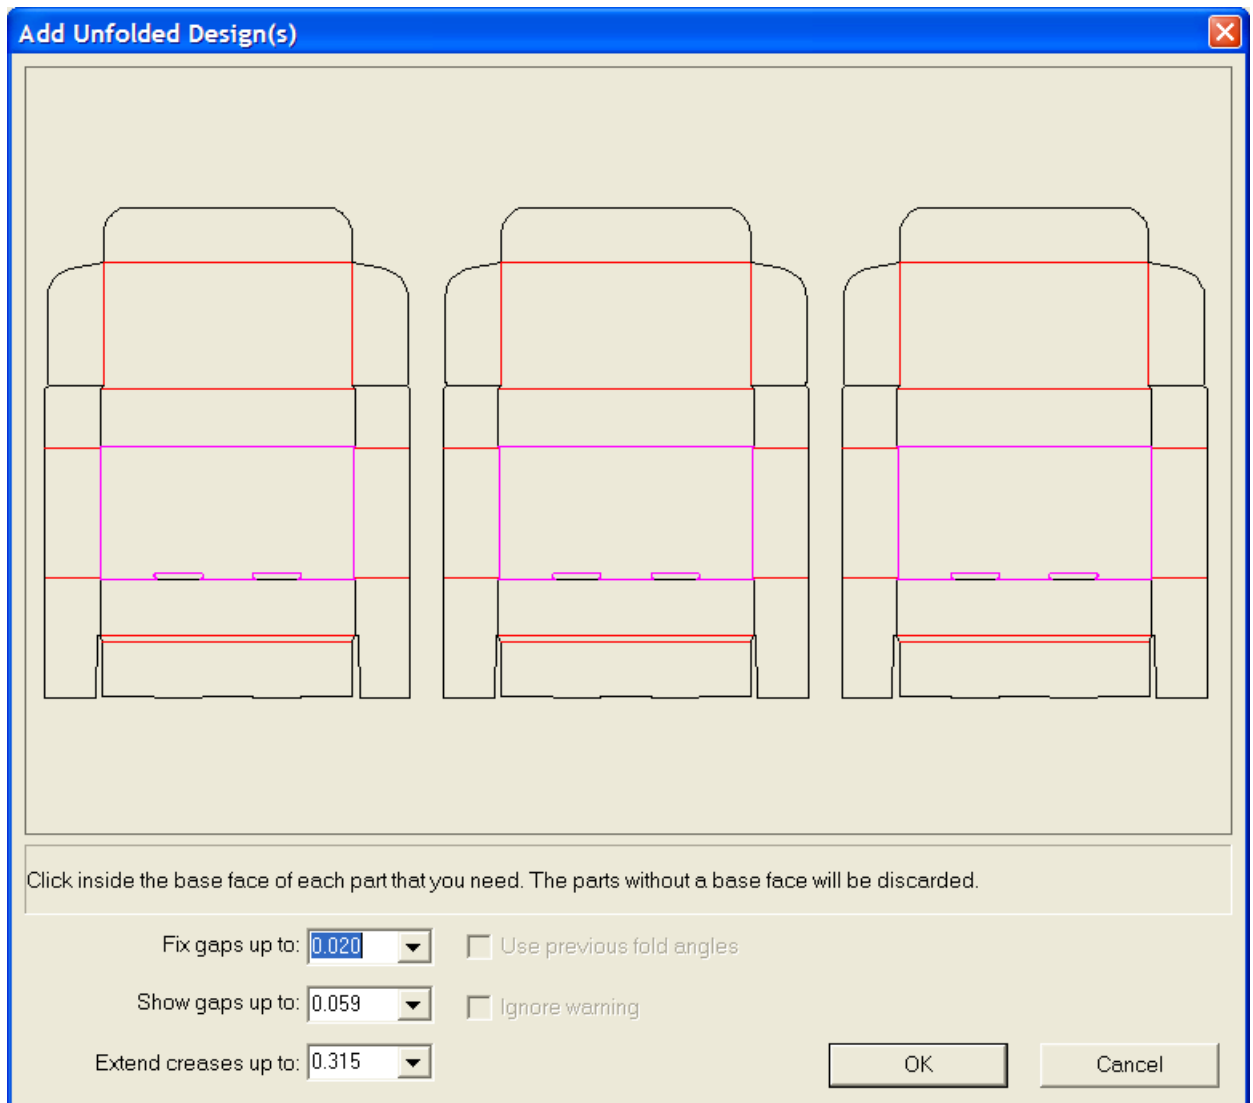 Add Unfolded Design(s)
Click inside the base face of each part that you need. The parts without a base face will be discarded.
Fix gaps up to: 0.020 Use previous fold angles
Show gaps up to: 0.059 Ignore warning
Extend creases up to: 0.315
OK Cancel